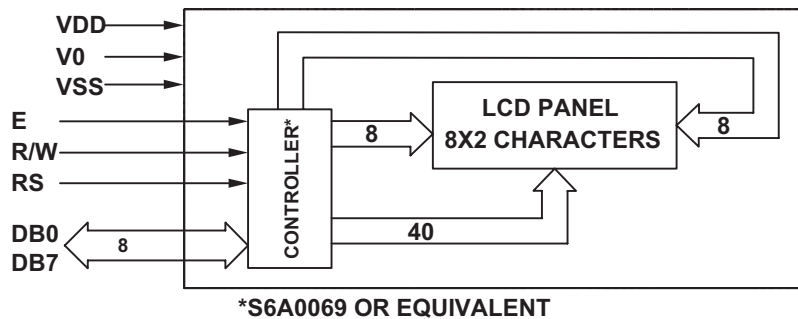 VDD
V0
VSS
E
R/W
RS
DB0
DB7
8
CONTROLLER*
8
40
LCD PANEL
8X2 CHARACTERS
8
*S6A0069 OR EQUIVALENT